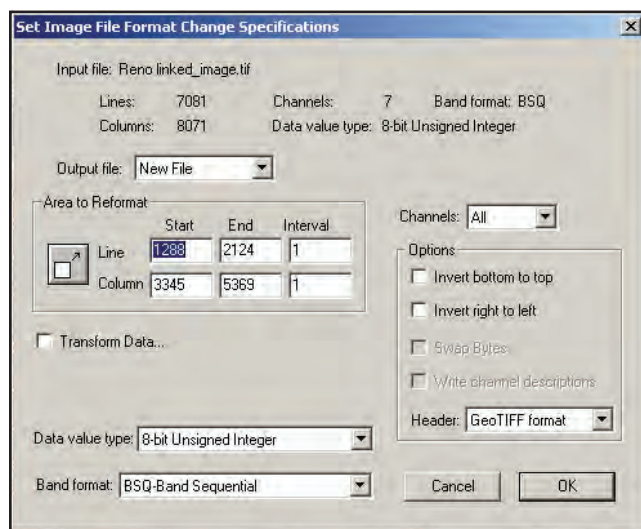 Set Image File Format Change Specifications
Input file: Reno linked_image.tif
Lines: 7081 Channels: 7 Band format: BSQ
Columns: 8071 Data value type: 8-bit Unsigned Integer
Output file: New File
Area to Reformat
Start End Interval
Line 1288 2124 1
Column 3345 5369 1
Transform Data...
Channels: All
Options
Invert bottom to top
Invert right to left
Swap Bytes
Write channel descriptions
Header: GeoTIFF format
Data value type: 8-bit Unsigned Integer
Band format: BSQ-Band Sequential
Cancel OK